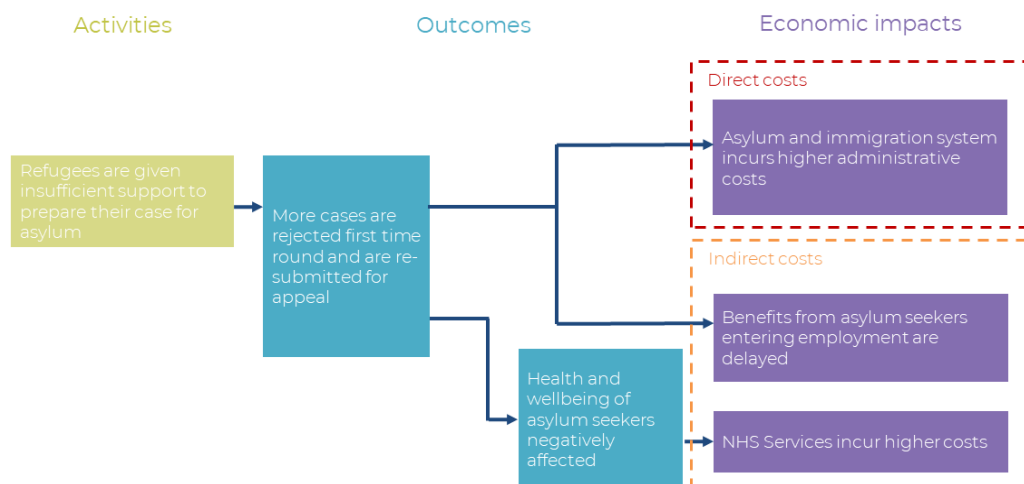 Activities
Outcomes
Economic impacts
Direct costs
Asylum and immigration system
incurs higher administrative
costs
Refugees are given
insufficient support to
prepare their case for
asylum
More cases are
rejected first time
round and are re-
submitted for
appeal
Indirect costs
Benefits from asylum seekers
entering employment are
delayed
Health and
wellbeing of
asylum seekers
negatively
affected
NHS Services incur higher costs